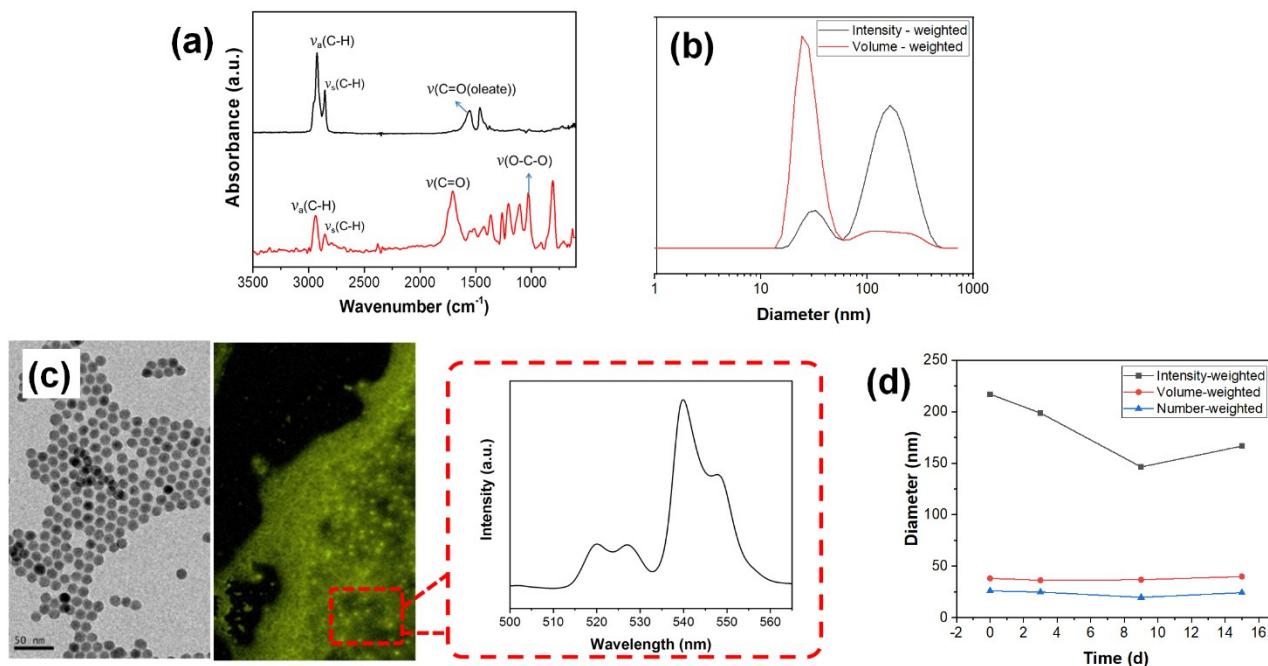 (a)
νa(C-H)
νs(C-H)
ν(C=O(oleate))
νa(C-H)
νs(C-H)
ν(C=O)
ν(O-C-O)
Absorbance (a.u.)
3500 3000 2500 2000 1500 1000
Wavenumber (cm-1)
(b)
Intensity - weighted
Volume - weighted
1 10 100 1000
Diameter (nm)
(c)
50 nm
Intensity (a.u.)
500 510 520 530 540 550 560
Wavelength (nm)
(d)
Intensity-weighted
Volume-weighted
Number-weighted
250
200
150
100
50
0
Diameter (nm)
-2 0 2 4 6 8 10 12 14 16
Time (d)